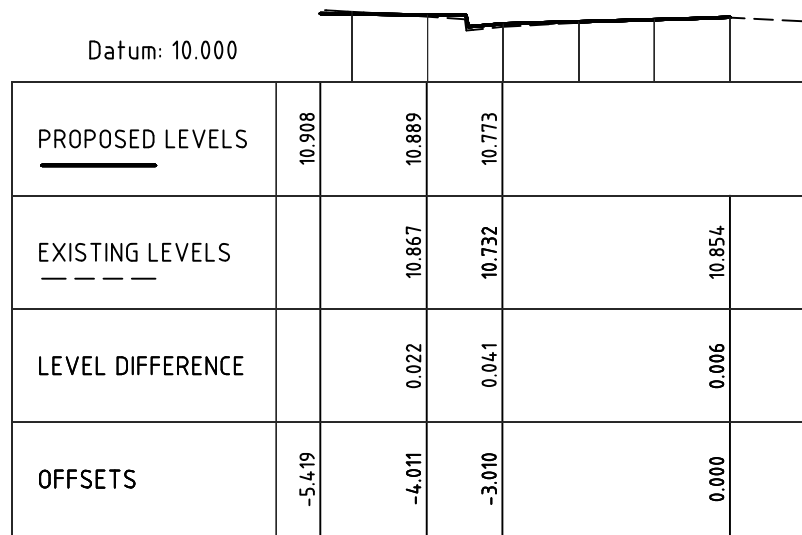 Datum: 10.000
PROPOSED LEVELS 10.908 10.889 10.773
EXISTING LEVELS 10.867 10.732 10.854
LEVEL DIFFERENCE 0.022 0.041 0.006
OFFSETS -5.419 -4.011 -3.010 0.000